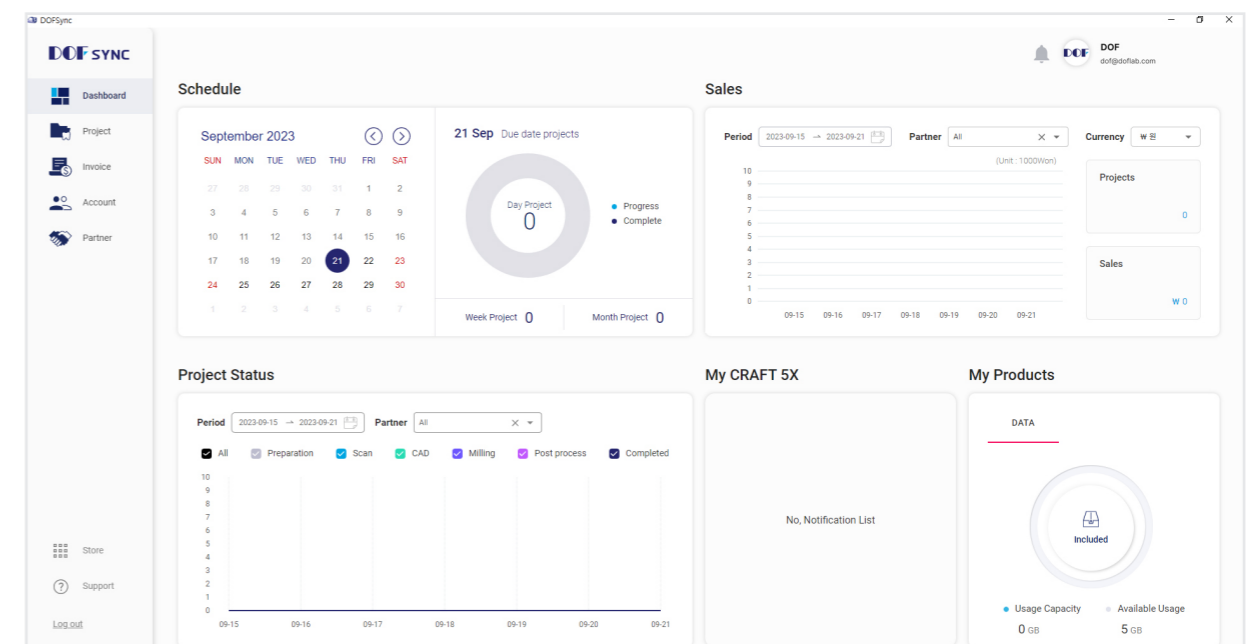 DOFSync
DOF SYNC
DOF
DOF
dof@doflab.com
Dashboard
Project
Invoice
Account
Partner
Store
Support
Log out
Schedule
September 2023
SUN MON TUE WED THU FRI SAT
27 28 29 30 31 1 2
3 4 5 6 7 8 9
10 11 12 13 14 15 16
17 18 19 20 21 22 23
24 25 26 27 28 29 30
1 2 3 4 5 6 7
21 Sep Due date projects
Day Project
0
Progress
Complete
Week Project 0
Month Project 0
Sales
Period 2023-09-15 → 2023-09-21 Partner All Currency ₩ 원
(Unit : 1000Won)
10
9
8
7
6
5
4
3
2
1
0
09-15 09-16 09-17 09-18 09-19 09-20 09-21
Projects
0
Sales
₩ 0
Project Status
Period 2023-09-15 → 2023-09-21 Partner All
All Preparation Scan CAD Milling Post process Completed
10
9
8
7
6
5
4
3
2
1
0
09-15 09-16 09-17 09-18 09-19 09-20 09-21
My CRAFT 5X
No, Notification List
My Products
DATA
Included
Usage Capacity Available Usage
0 GB 5 GB